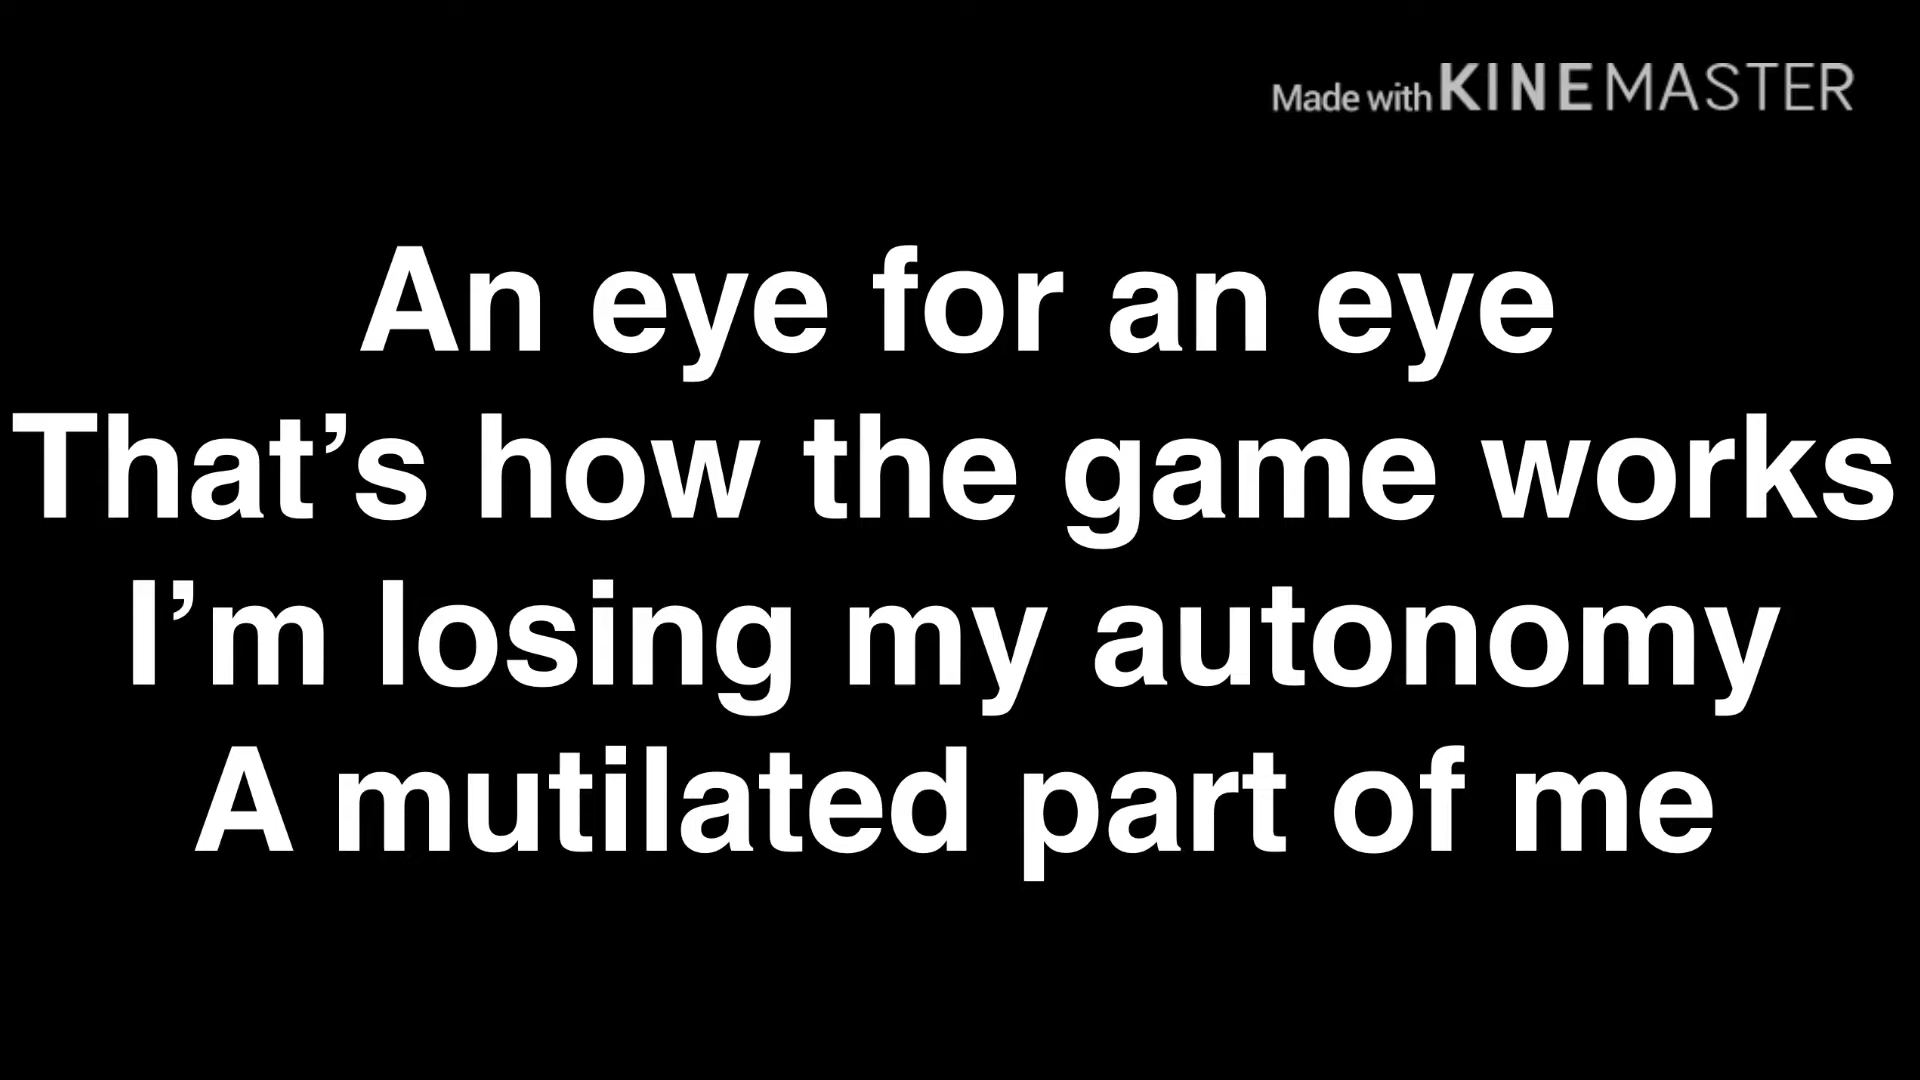 Made with KINEMASTER
An eye for an eye
That’s how the game works
I’m losing my autonomy
A mutilated part of me